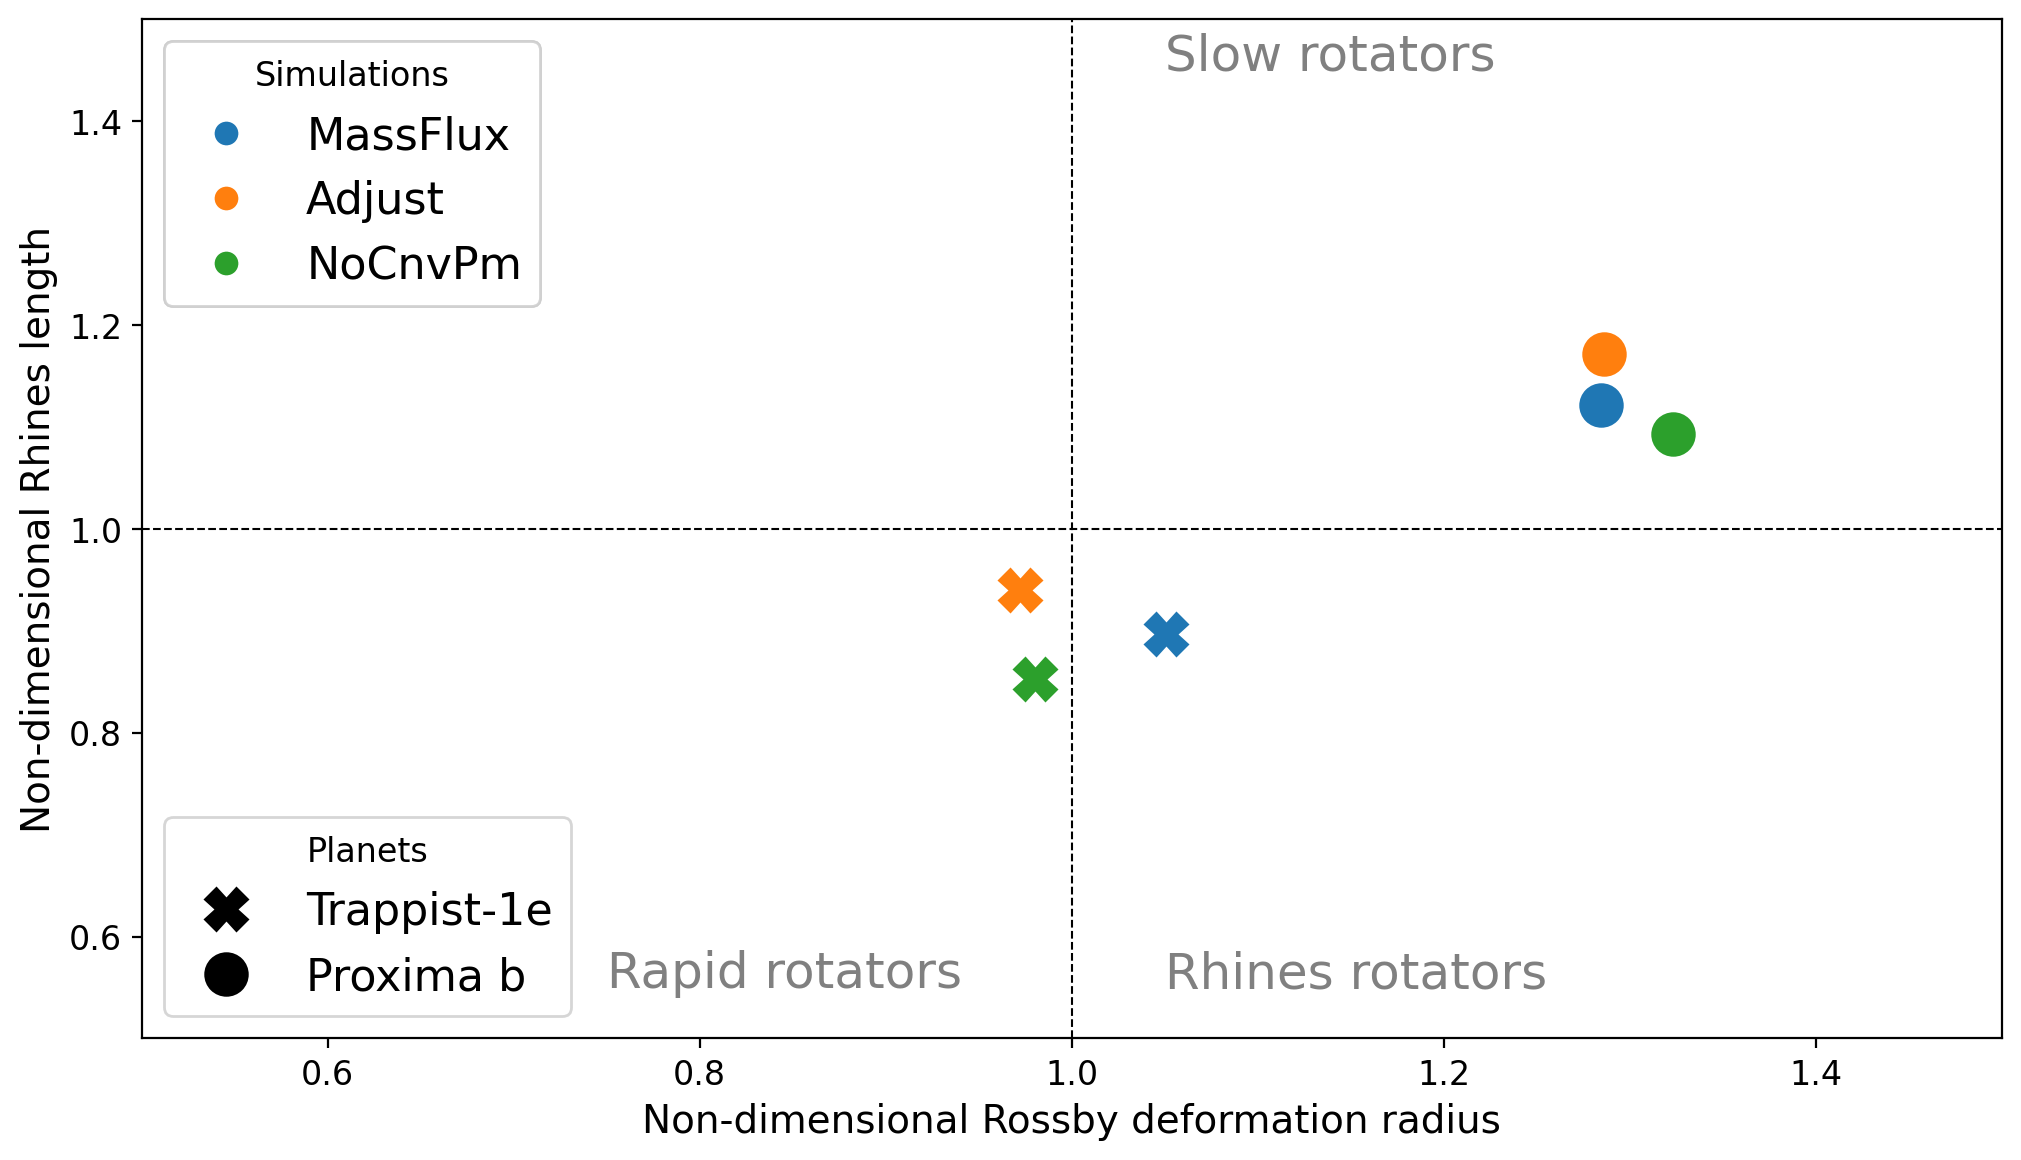 Slow rotators
Simulations
MassFlux
Adjust
NoCnvPm
Non-dimensional Rhines length
1.4
1.2
1.0
0.8
0.6
Planets
Trappist-1e
Proxima b
Rapid rotators
Rhines rotators
0.6
0.8
1.0
1.2
1.4
Non-dimensional Rossby deformation radius